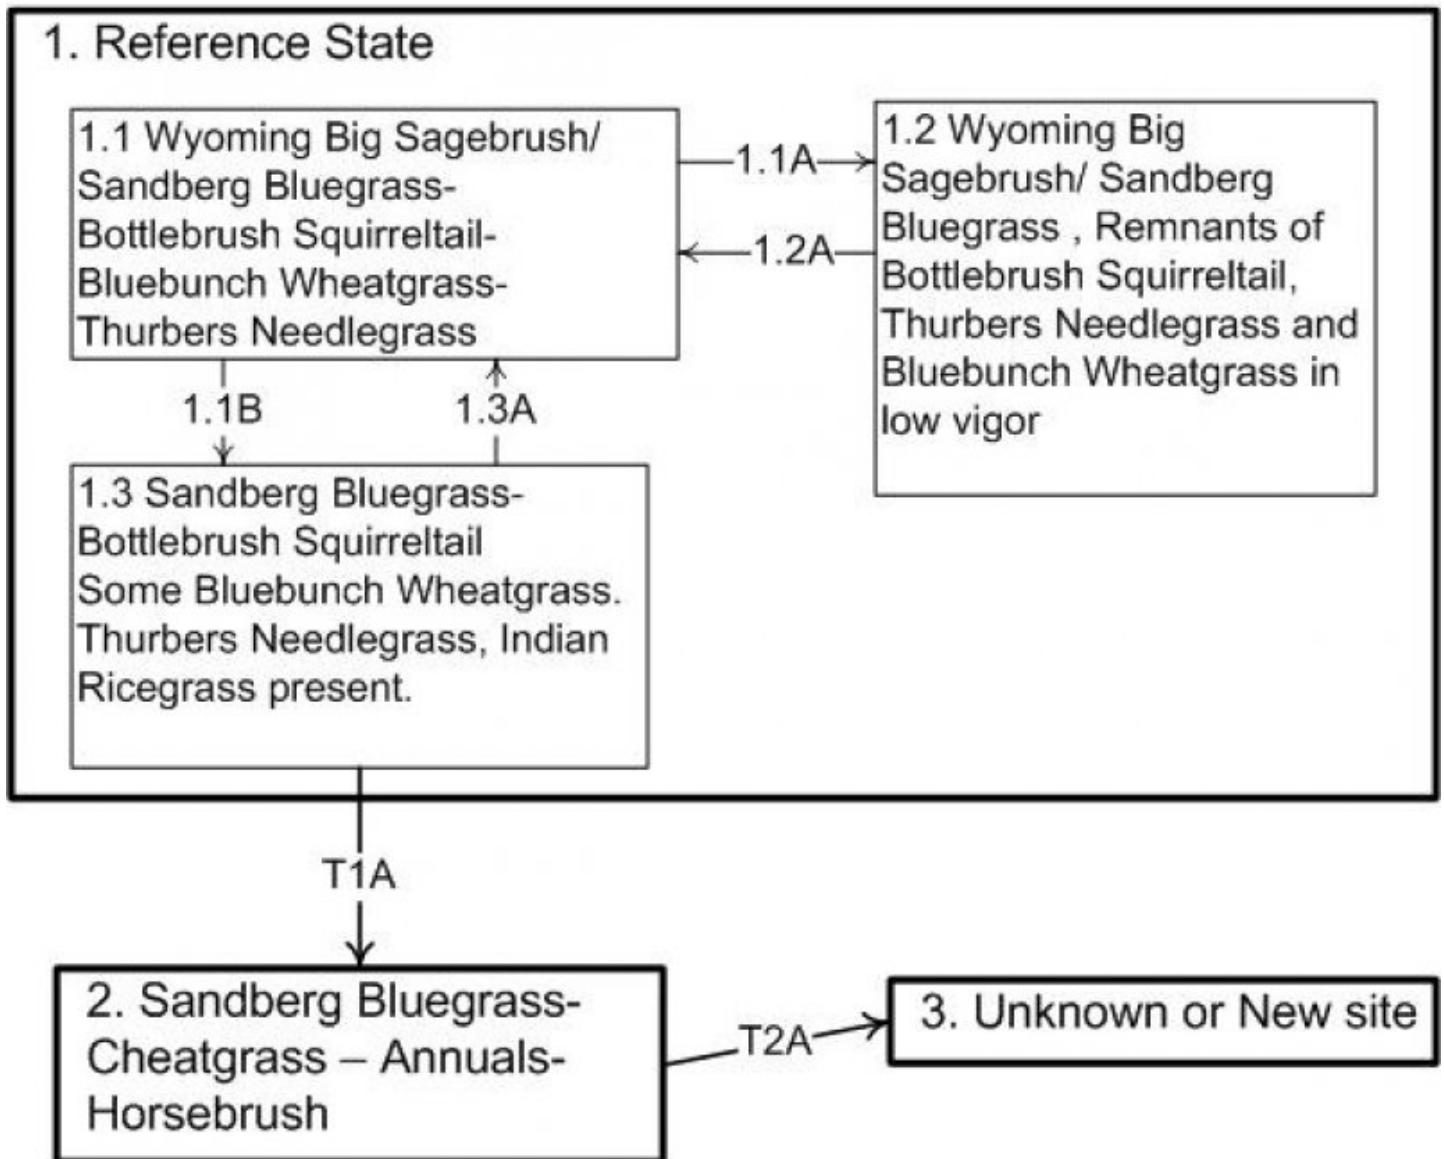 1. Reference State
1.1 Wyoming Big Sagebrush/
Sandberg Bluegrass-
Bottlebrush Squirreltail-
Bluebunch Wheatgrass-
Thurbers Needlegrass
1.1A
1.2A
1.2 Wyoming Big
Sagebrush/ Sandberg
Bluegrass , Remnants of
Bottlebrush Squirreltail,
Thurbers Needlegrass and
Bluebunch Wheatgrass in
low vigor
1.1B
1.3A
1.3 Sandberg Bluegrass-
Bottlebrush Squirreltail
Some Bluebunch Wheatgrass.
Thurbers Needlegrass, Indian
Ricegrass present.
T1A
2. Sandberg Bluegrass-
Cheatgrass – Annuals-
Horsebrush
T2A
3. Unknown or New site